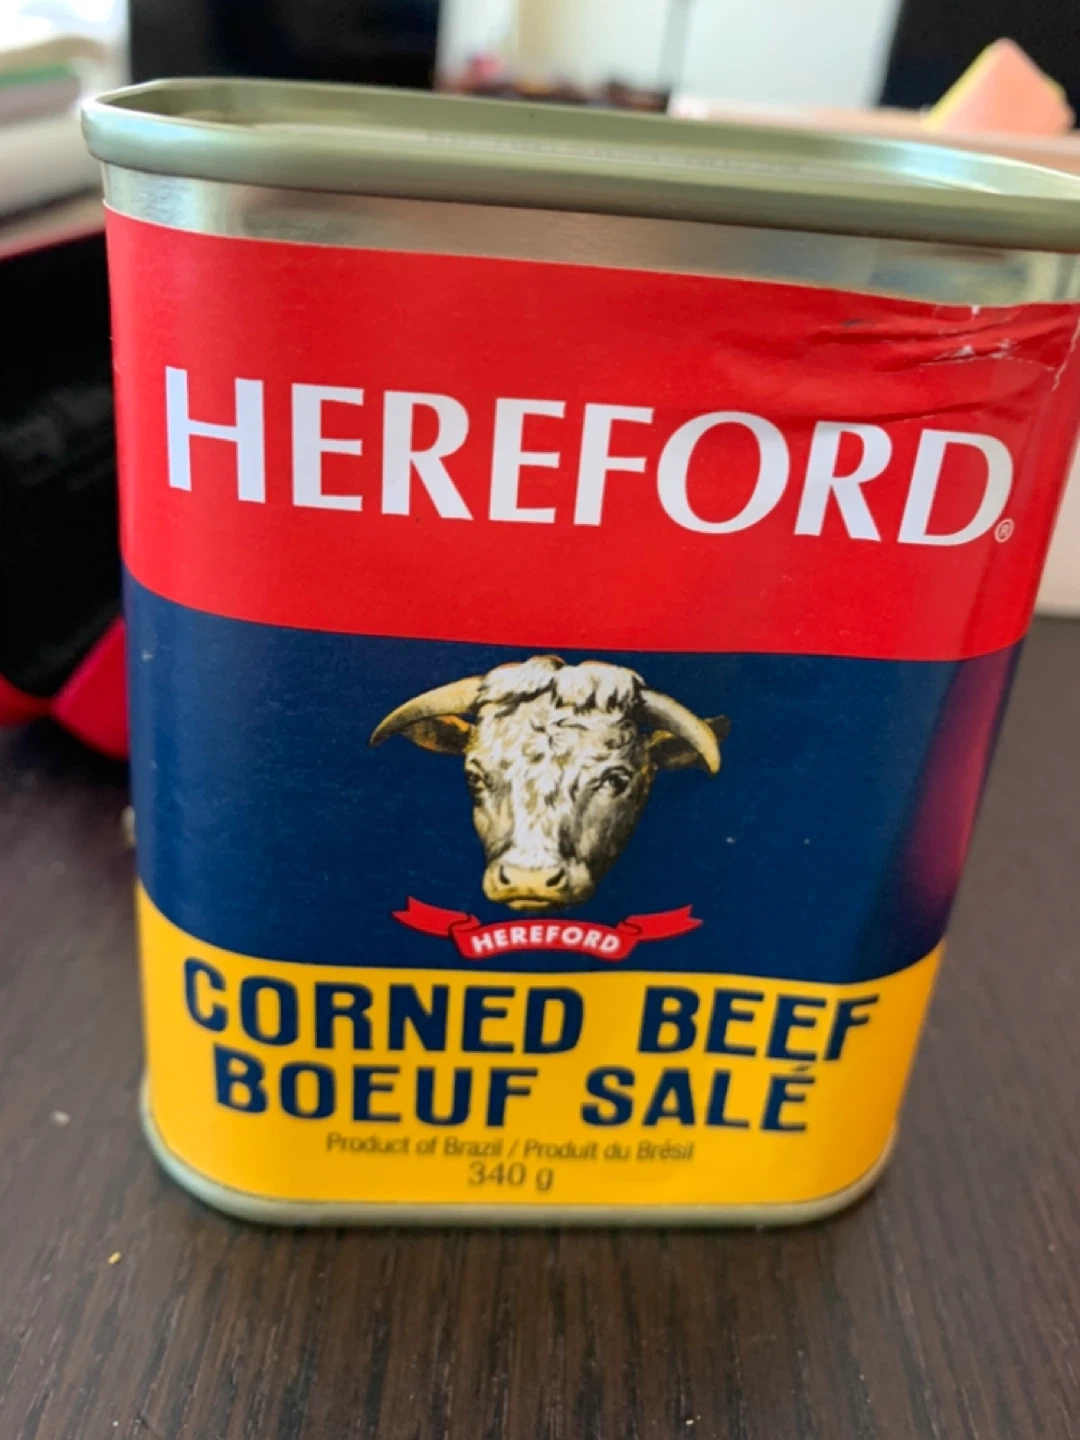 HEREFORD®
HEREFORD
CORNED BEEF
BOEUF SALÉ
Product of Brazil / Produit du Brésil
340 g